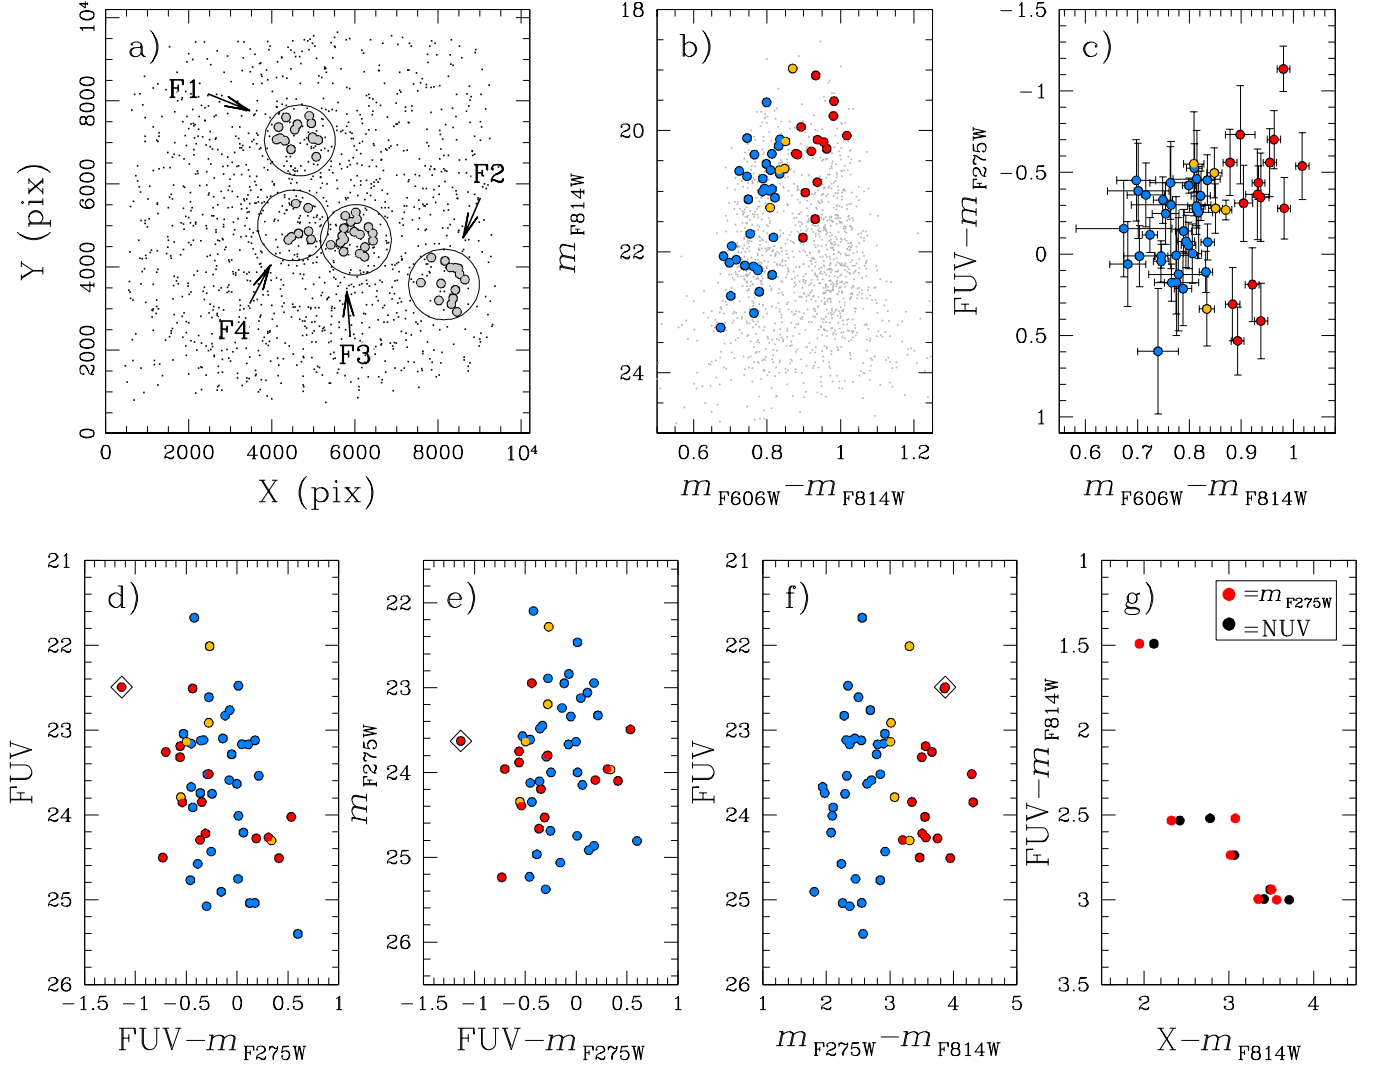 a)
F1
F2
F3
F4
10⁴
8000
6000
4000
2000
0
Y (pix)
0 2000 4000 6000 8000 10⁴
X (pix)
b)
18
20
22
24
m F814W
0.6 0.8 1 1.2
m F606W−m F814W
c)
−1.5
−1
−0.5
0
0.5
1
FUV−m F275W
0.6 0.7 0.8 0.9 1
m F606W−m F814W
d)
21
22
23
24
25
26
FUV
−1.5 −1 −0.5 0 0.5 1
FUV−m F275W
e)
22
23
24
25
26
m F275W
−1.5 −1 −0.5 0 0.5 1
FUV−m F275W
f)
21
22
23
24
25
26
FUV
1 2 3 4 5
m F275W−m F814W
g)
=m F275W
=NUV
1
1.5
2
2.5
3
3.5
FUV−m F814W
2 3 4
X−m F814W